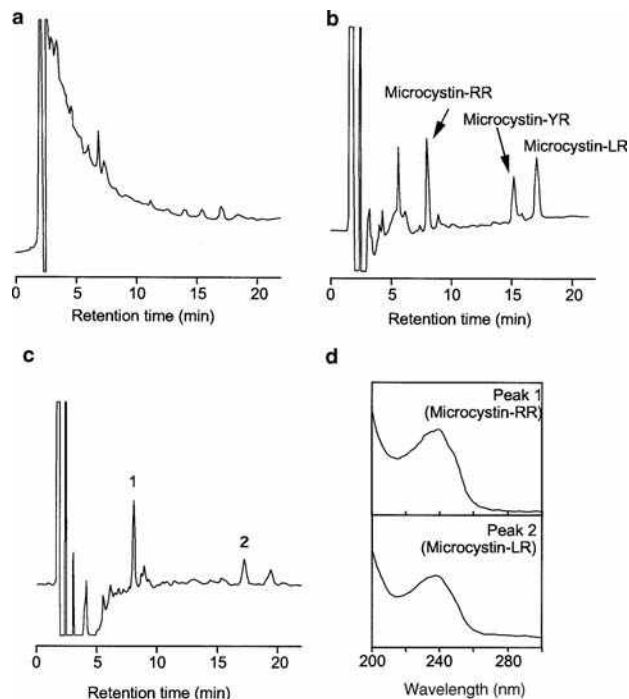 a
0 5 10 15 20
Retention time (min)
b
Microcystin-RR
Microcystin-YR
Microcystin-LR
0 5 10 15 20
Retention time (min)
c
1
2
0 5 10 15 20
Retention time (min)
d
Peak 1
(Microcystin-RR)
Peak 2
(Microcystin-LR)
200 240 280
Wavelength (nm)